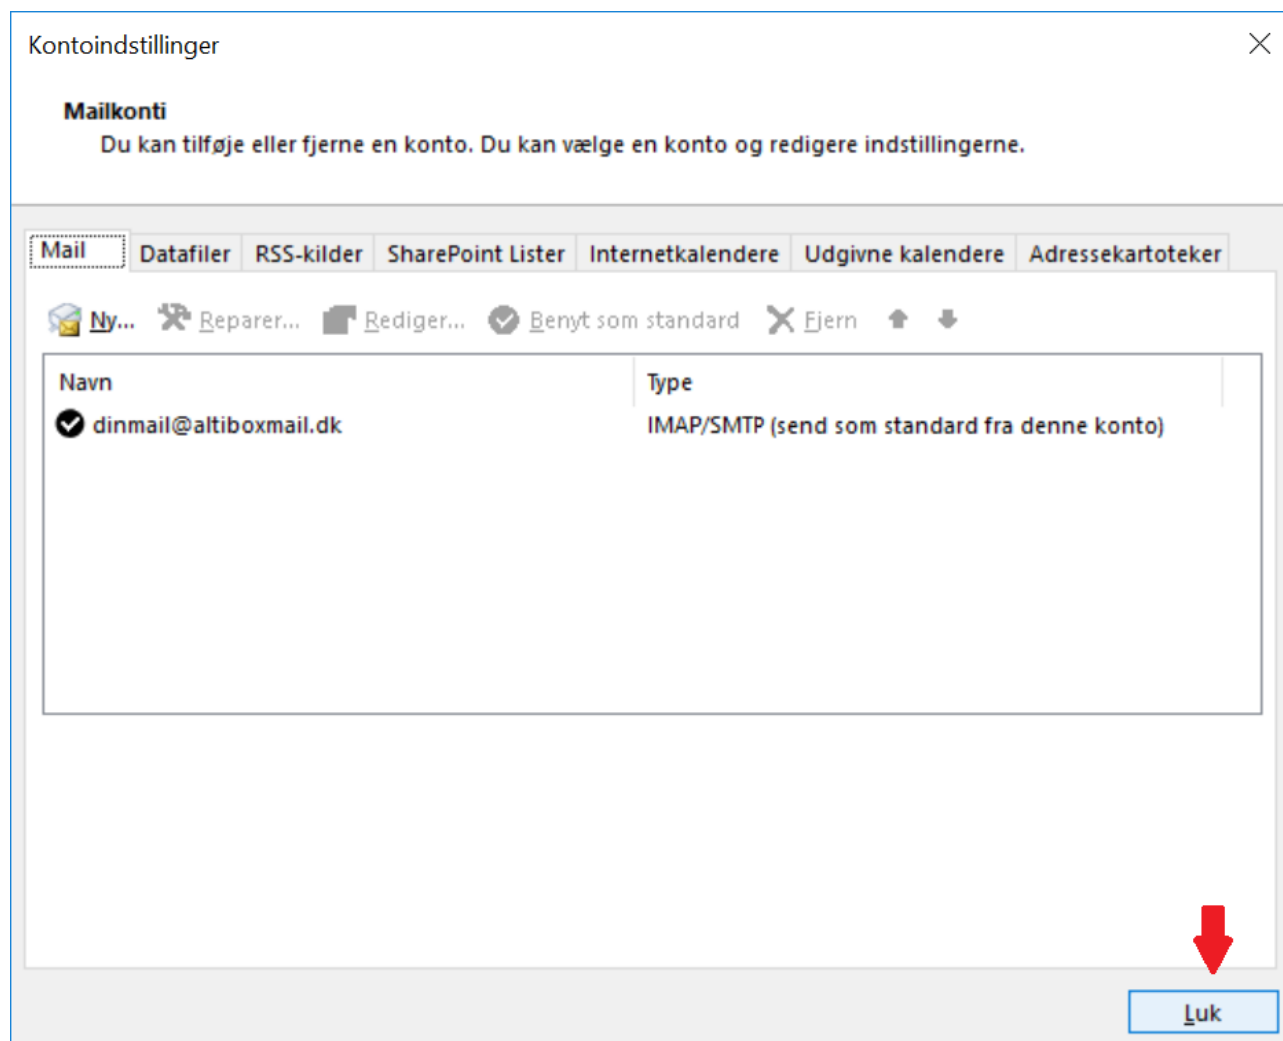 Kontoindstillinger
Mailkonti
Du kan tilføje eller fjerne en konto. Du kan vælge en konto og redigere indstillingerne.
Mail Datafiler RSS-kilder SharePoint Lister Internetkalendere Udgivne kalendere Adressekartoteker
Ny... Reparer... Rediger... Benyt som standard Fjern
Navn Type
dinmail@altiboxmail.dk IMAP/SMTP (send som standard fra denne konto)
Luk